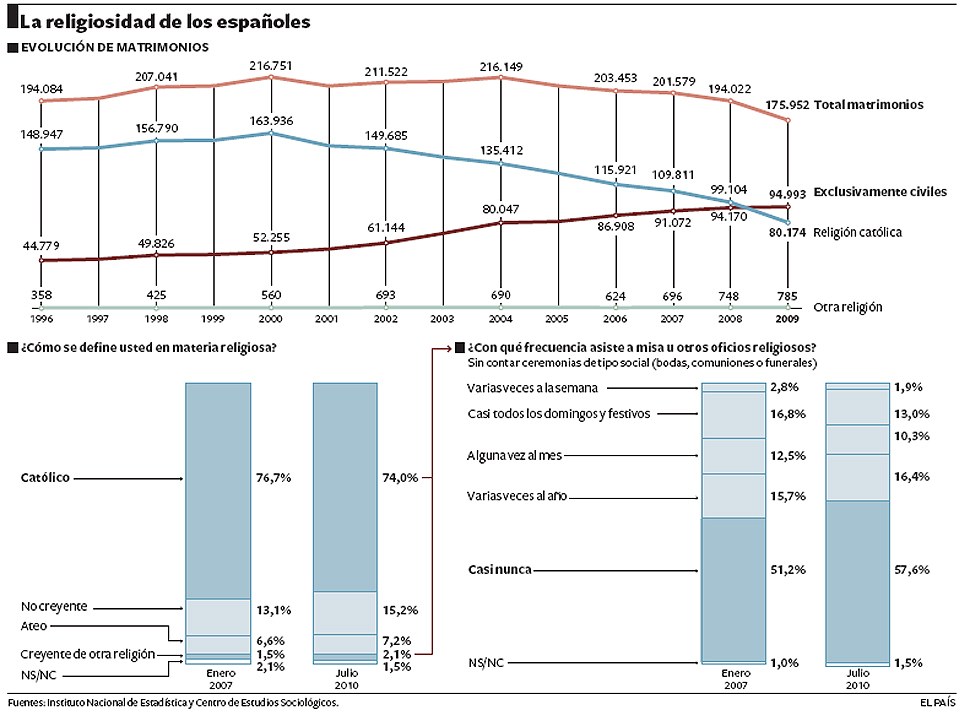 La religiosidad de los españoles
EVOLUCIÓN DE MATRIMONIOS
194.084 207.041 216.751 211.522 216.149 203.453 201.579 194.022 175.952 Total matrimonios
148.947 156.790 163.936 149.685 135.412 115.921 109.811 99.104 94.993 Exclusivamente civiles
44.779 49.826 52.255 61.144 80.047 86.908 91.072 94.170 80.174 Religión católica
358 425 560 693 690 624 696 748 785 Otra religión
1996 1997 1998 1999 2000 2001 2002 2003 2004 2005 2006 2007 2008 2009
¿Cómo se define usted en materia religiosa?
Católico 76,7% 74,0%
No creyente 13,1% 15,2%
Ateo 6,6% 7,2%
Creyente de otra religión 1,5% 2,1%
NS/NC 2,1% 1,5%
Enero 2007
Julio 2010
¿Con qué frecuencia asiste a misa u otros oficios religiosos?
Sin contar ceremonias de tipo social (bodas, comuniones o funerales)
Varias veces a la semana 2,8% 1,9%
Casi todos los domingos y festivos 16,8% 13,0%
Alguna vez al mes 12,5% 10,3%
Varias veces al año 15,7% 16,4%
Casi nunca 51,2% 57,6%
NS/NC 1,0% 1,5%
Enero 2007
Julio 2010
Fuentes: Instituto Nacional de Estadística y Centro de Estudios Sociológicos.
EL PAÍS